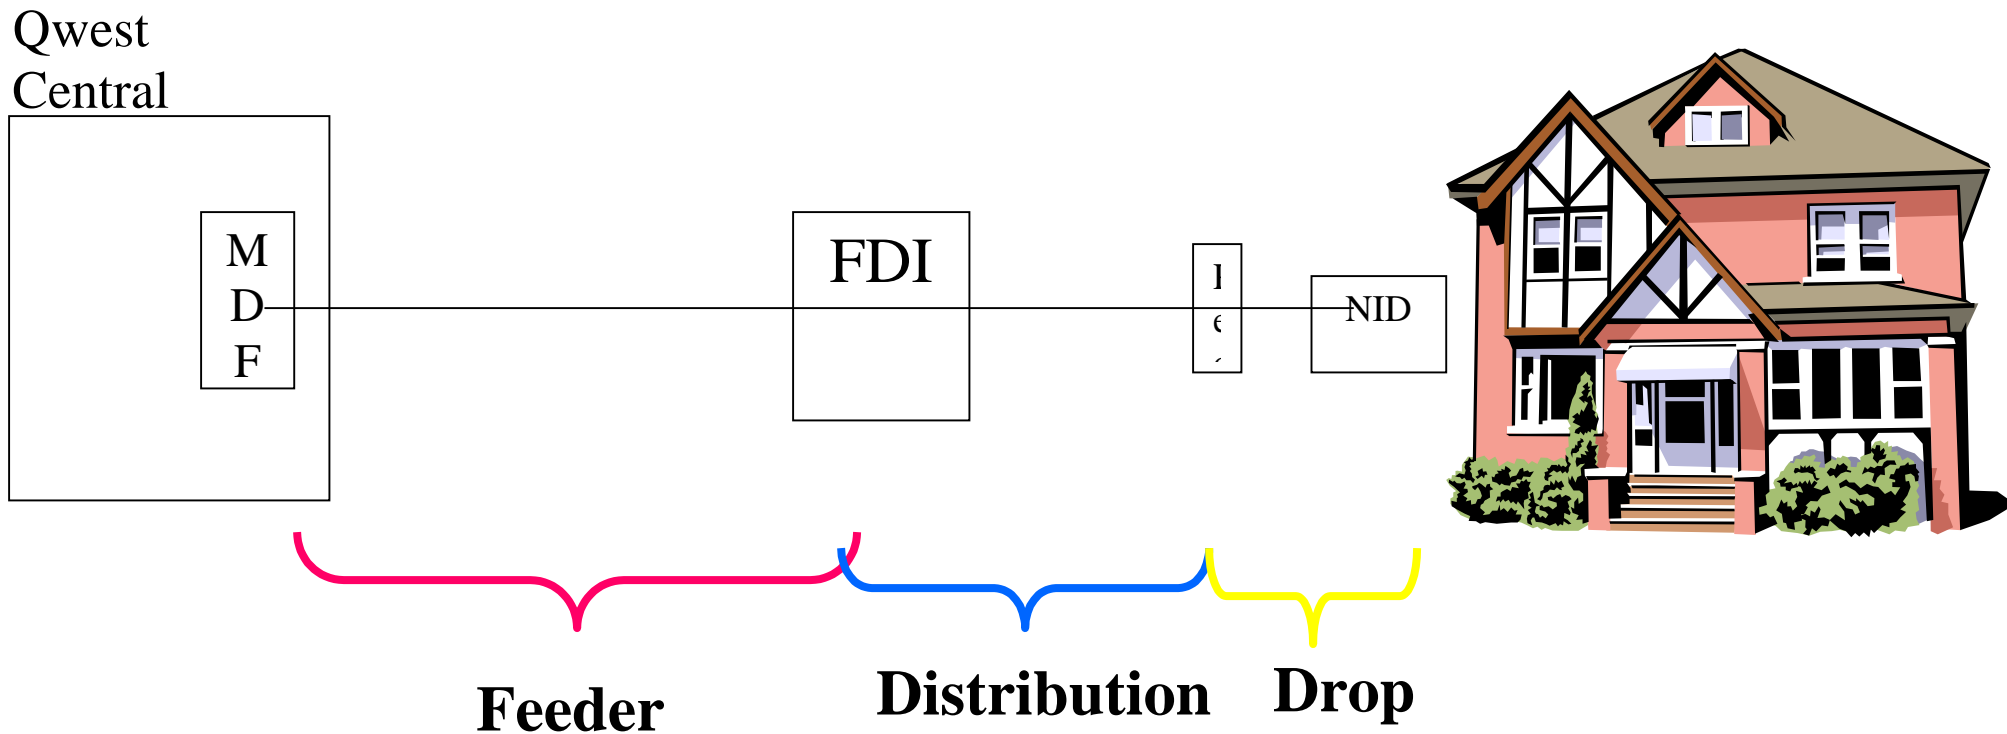 Qwest
Central
M
D
F
FDI
NID
Feeder
Distribution
Drop